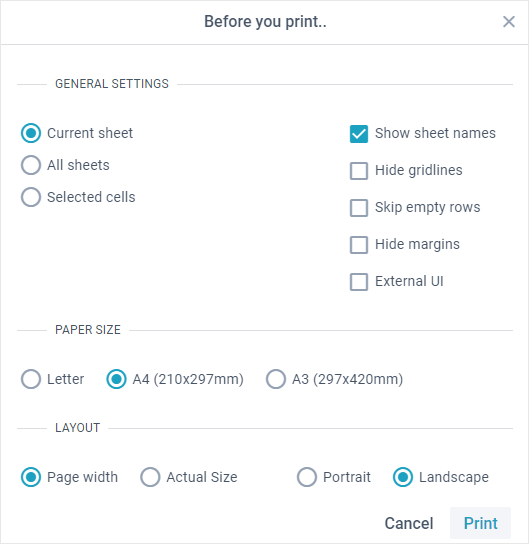 Before you print..
GENERAL SETTINGS
Current sheet
All sheets
Selected cells
Show sheet names
Hide gridlines
Skip empty rows
Hide margins
External UI
PAPER SIZE
Letter A4 (210x297mm) A3 (297x420mm)
LAYOUT
Page width Actual Size Portrait Landscape
Cancel Print